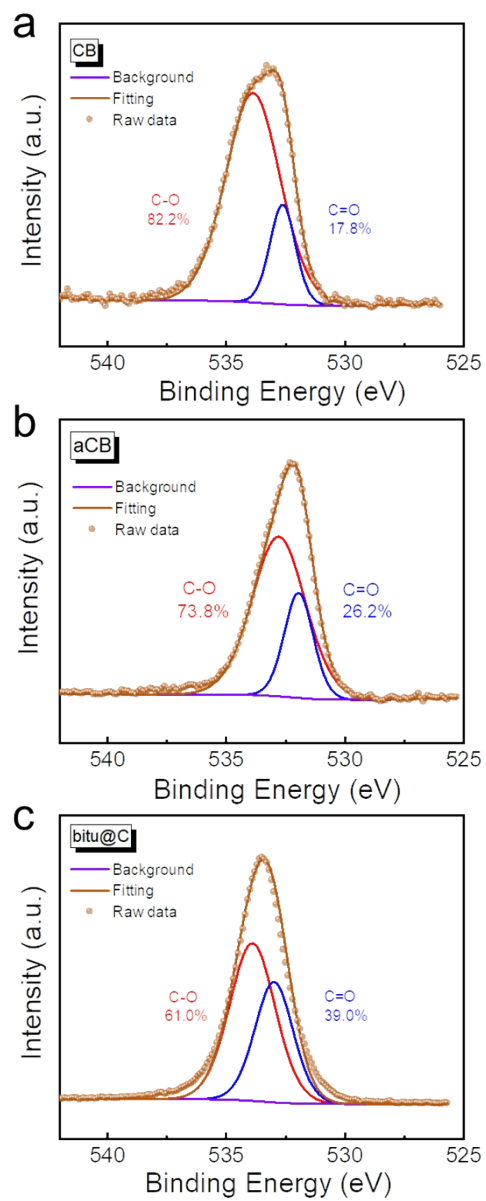 a
CB
Background
Fitting
Raw data
C-O
82.2%
C=O
17.8%
Intensity (a.u.)
540 535 530 525
Binding Energy (eV)
b
aCB
Background
Fitting
Raw data
C-O
73.8%
C=O
26.2%
Intensity (a.u.)
540 535 530 525
Binding Energy (eV)
c
bitu@C
Background
Fitting
Raw data
C-O
61.0%
C=O
39.0%
Intensity (a.u.)
540 535 530 525
Binding Energy (eV)